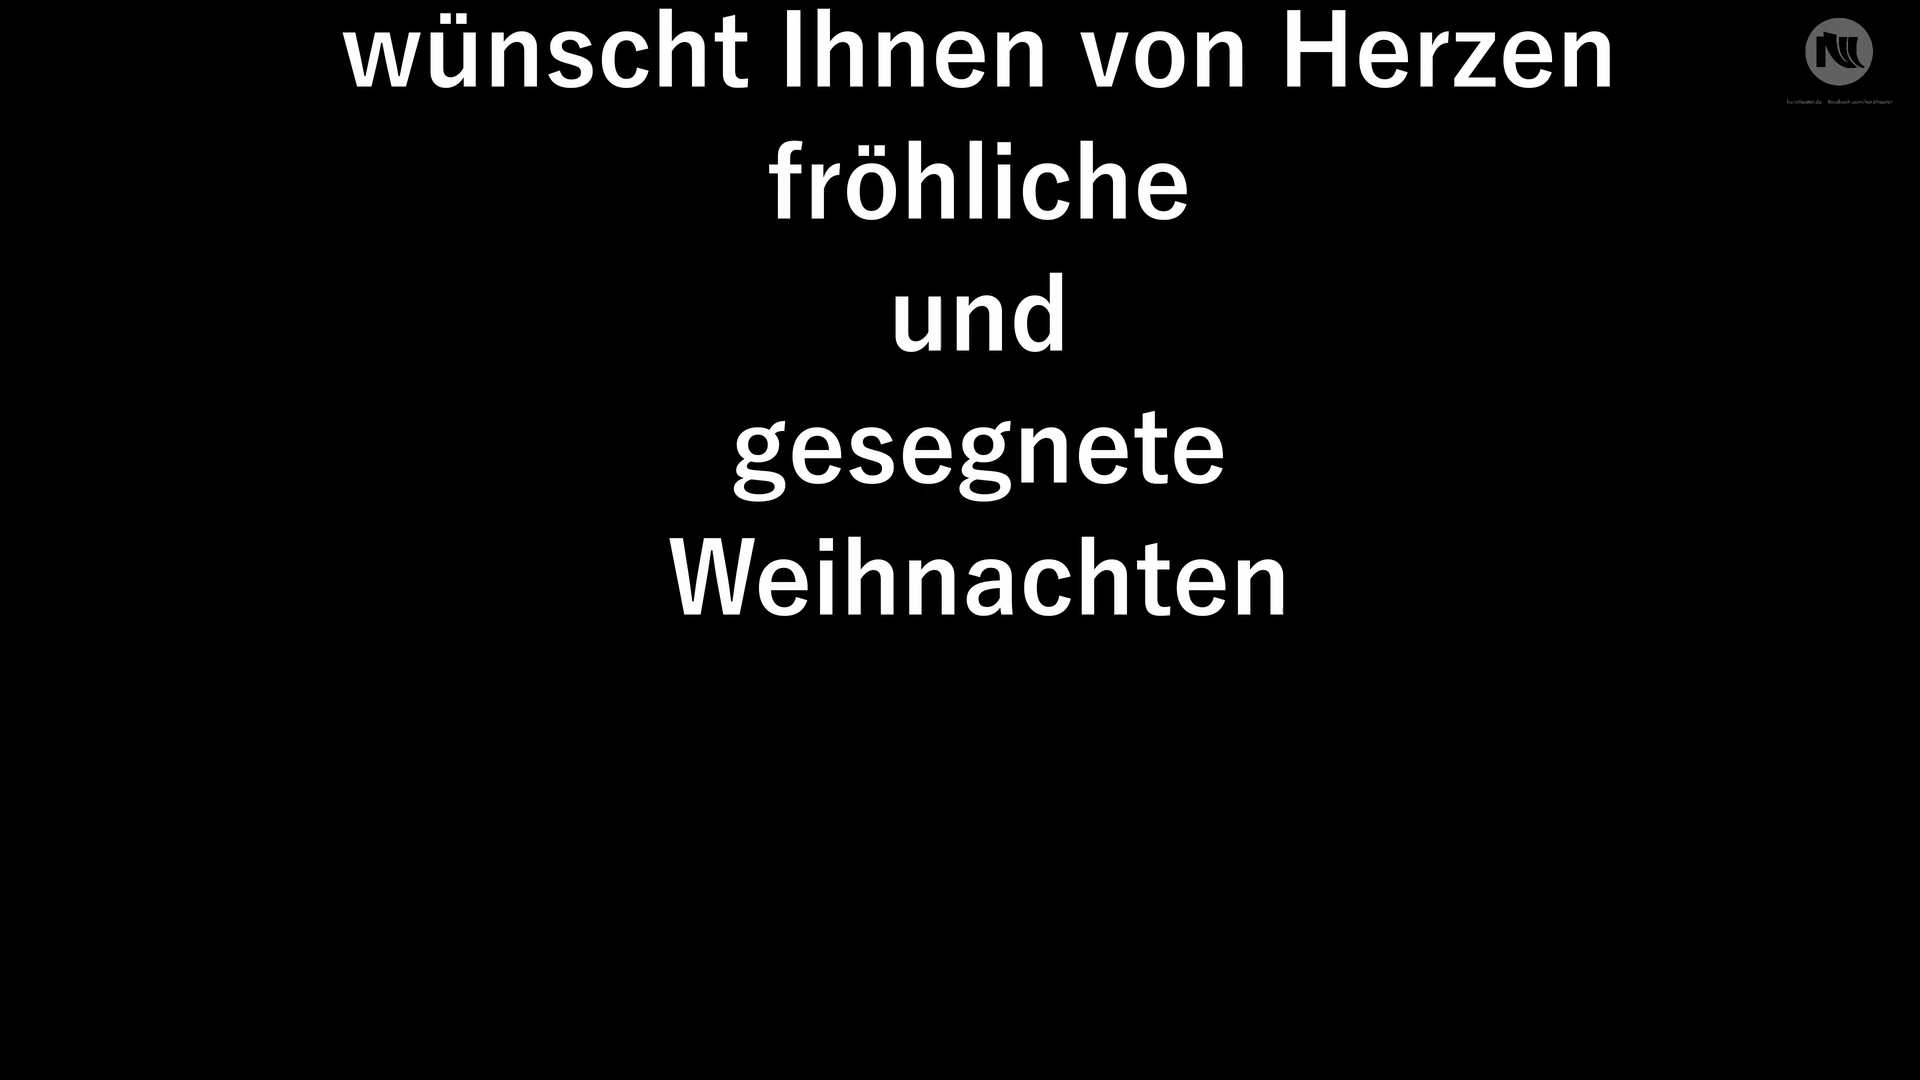 wünscht Ihnen von Herzen
fröhliche
und
gesegnete
Weihnachten